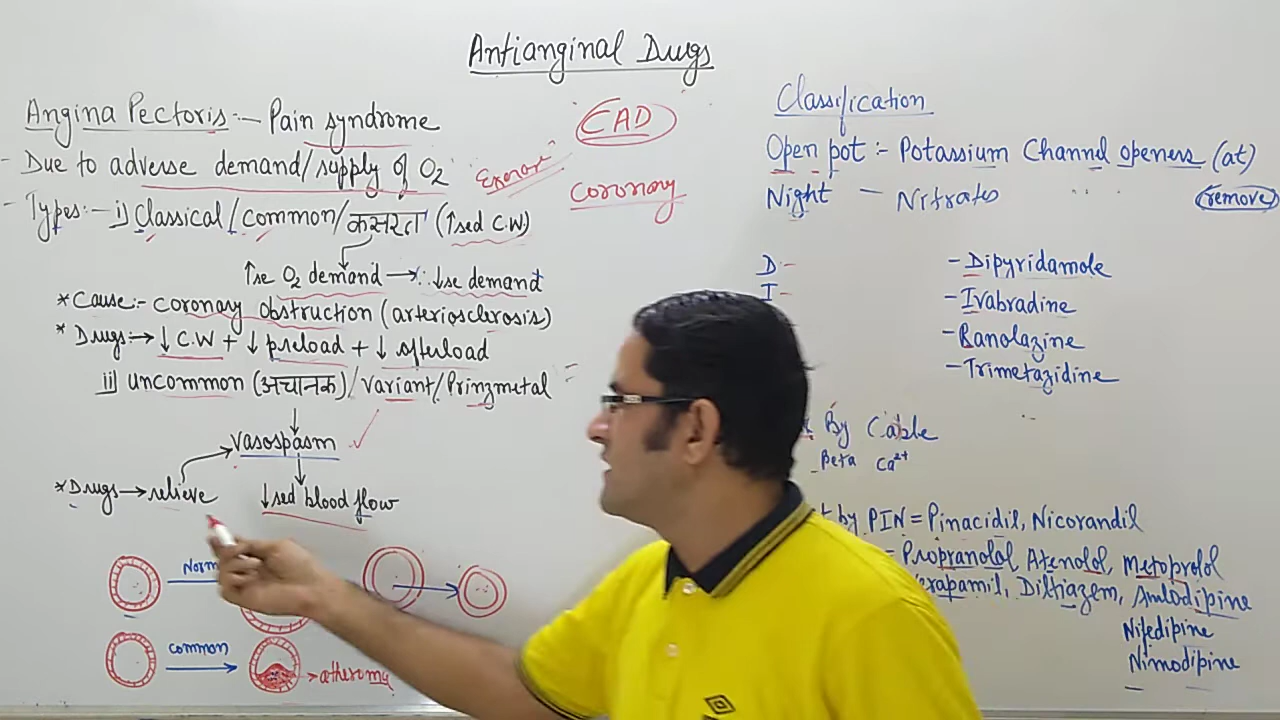 Antianginal Drugs
Angina Pectoris:- Pain syndrome
- Due to adverse demand/supply of O2
- Types:- i) Classical/common/कसरत (↑sed C.W)
↑se O2 demand → ∴ ↓se demand
* Cause:- coronary obstruction (arteriosclerosis)
* Drugs → ↓ C.W + ↓ preload + ↓ afterload
ii) uncommon (अचानक)/variant/Prinzmetal
Vasospasm
* Drugs → relieve
↓sed blood flow
common
atheroma
CAD
coronary
Classification
Open pot :- Potassium Channel openers (at)
Night - Nitrates
(remove)
D:- - Dipyridamole
I - Ivabradine
- Ranolazine
- Trimetazidine
By Cable
Beta Ca2+
by PIN = Pinacidil, Nicorandil
= Propranolol Atenolol, Metoprolol
Diltiazem, Amlodipine
Nifedipine
Nimodipine